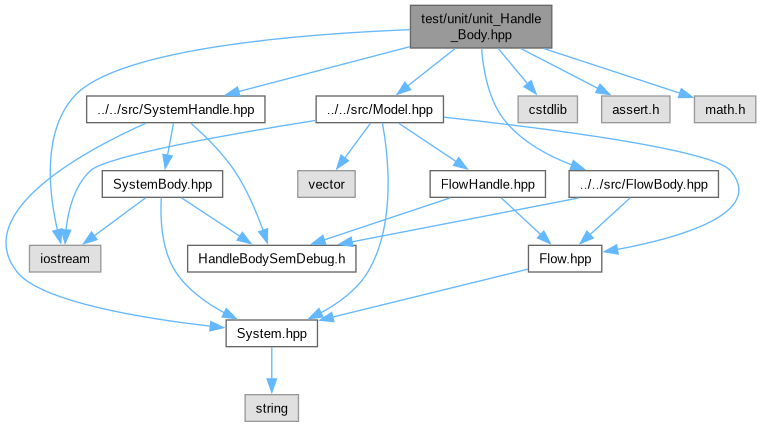 test/unit/unit_Handle
_Body.hpp
../../src/SystemHandle.hpp
../../src/Model.hpp
cstdlib
assert.h
math.h
SystemBody.hpp
vector
FlowHandle.hpp
../../src/FlowBody.hpp
iostream
HandleBodySemDebug.h
Flow.hpp
System.hpp
string